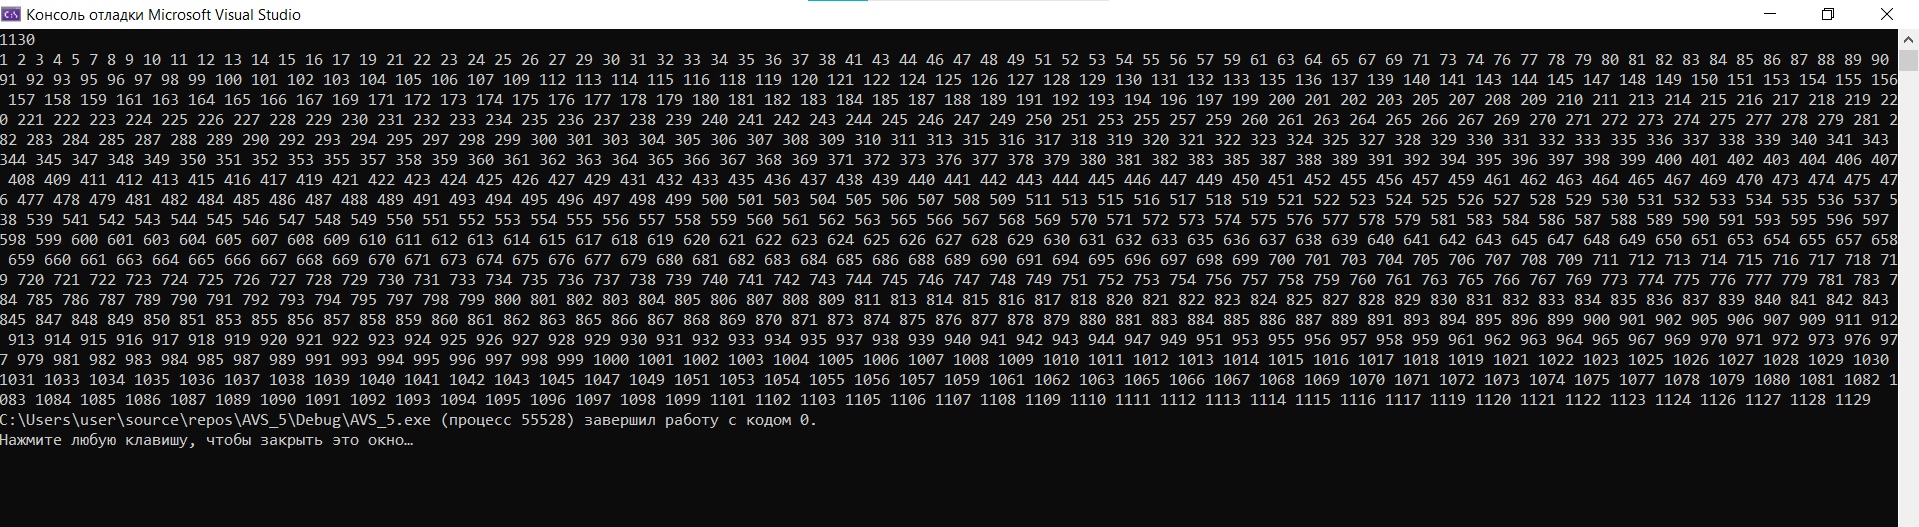 Консоль отладки Microsoft Visual Studio
1130
1 2 3 4 5 7 8 9 10 11 12 13 14 15 16 17 19 21 22 23 24 25 26 27 29 30 31 32 33 34 35 36 37 38 41 43 44 46 47 48 49 51 52 53 54 55 56 57 59 61 63 64 65 67 69 71 73 74 76 77 78 79 80 81 82 83 84 85 86 87 88 89 90
91 92 93 95 96 97 98 99 100 101 102 103 104 105 106 107 109 112 113 114 115 116 118 119 120 121 122 124 125 126 127 128 129 130 131 132 133 135 136 137 139 140 141 143 144 145 147 148 149 150 151 153 154 155 156
157 158 159 161 163 164 165 166 167 169 171 172 173 174 175 176 177 178 179 180 181 182 183 184 185 187 188 189 191 192 193 194 196 197 199 200 201 202 203 205 207 208 209 210 211 213 214 215 216 217 218 219 22
0 221 222 223 224 225 226 227 228 229 230 231 232 233 234 235 236 237 238 239 240 241 242 243 244 245 246 247 249 250 251 253 255 257 259 260 261 263 264 265 266 267 269 270 271 272 273 274 275 277 278 279 281 2
82 283 284 285 287 288 289 290 292 293 294 295 297 298 299 300 301 303 304 305 306 307 308 309 310 311 313 315 316 317 318 319 320 321 322 323 324 325 327 328 329 330 331 332 333 335 336 337 338 339 340 341 343
344 345 347 348 349 350 351 352 353 355 357 358 359 360 361 362 363 364 365 366 367 368 369 371 372 373 376 377 378 379 380 381 382 383 385 387 388 389 391 392 394 395 396 397 398 399 400 401 402 403 404 406 407
408 409 411 412 413 415 416 417 419 421 422 423 424 425 426 427 429 431 432 433 435 436 437 438 439 440 441 442 443 444 445 446 447 448 449 450 451 452 455 456 457 459 461 462 463 464 465 467 469 470 473 474 475 47
6 477 478 479 481 482 484 485 486 487 488 489 491 493 494 495 496 497 498 499 500 501 503 504 505 506 507 508 509 511 513 515 516 517 518 519 521 522 523 524 525 526 527 528 529 530 531 532 533 534 535 536 537 5
38 539 541 542 543 544 545 546 547 548 549 550 551 552 553 554 555 556 557 558 559 560 561 562 563 565 566 567 568 569 570 571 572 573 574 575 576 577 578 579 581 583 584 586 587 588 589 590 591 593 595 596 597
598 599 600 601 603 604 605 607 608 609 610 611 612 613 614 615 617 618 619 620 621 622 623 624 625 626 627 628 629 630 631 632 633 635 636 637 638 639 640 641 642 643 645 647 648 649 650 651 653 654 655 657 658
659 660 661 663 664 665 666 667 668 669 670 671 673 674 675 676 677 679 680 681 682 683 684 685 686 688 689 690 691 694 695 696 697 698 699 700 701 703 704 705 706 707 708 709 711 712 713 714 715 716 717 718 71
9 720 721 722 723 724 725 726 727 728 729 730 731 733 734 735 736 737 738 739 740 741 742 743 744 745 746 747 748 749 751 752 753 754 756 757 758 759 760 761 763 765 766 767 769 773 774 775 776 777 779 781 783 7
84 785 786 787 789 790 791 792 793 794 795 797 798 799 800 801 802 803 804 805 806 807 808 809 811 813 814 815 816 817 818 820 821 822 823 824 825 827 828 829 830 831 832 833 834 835 836 837 839 840 841 842 843
845 847 848 849 850 851 853 855 856 857 858 859 860 861 862 863 865 866 867 868 869 870 871 873 874 875 876 877 878 879 880 881 883 884 885 886 887 889 891 893 894 895 896 899 900 901 902 905 906 907 909 911 912
913 914 915 916 917 918 919 920 921 922 923 924 925 926 927 928 929 930 931 932 933 934 935 937 938 939 940 941 942 943 944 947 949 951 953 955 956 957 958 959 961 962 963 964 965 967 969 970 971 972 973 976 97
7 979 981 982 983 984 985 987 989 991 993 994 995 996 997 998 999 1000 1001 1002 1003 1004 1005 1006 1007 1008 1009 1010 1011 1012 1013 1014 1015 1016 1017 1018 1019 1021 1022 1023 1025 1026 1027 1028 1029 1030
1031 1033 1034 1035 1036 1037 1038 1039 1040 1041 1042 1043 1045 1047 1049 1051 1053 1054 1055 1056 1057 1059 1061 1062 1063 1065 1066 1067 1068 1069 1070 1071 1072 1073 1074 1075 1077 1078 1079 1080 1081 1082 1
083 1084 1085 1086 1087 1089 1090 1091 1092 1093 1094 1095 1096 1097 1098 1099 1101 1102 1103 1105 1106 1107 1108 1109 1110 1111 1112 1113 1114 1115 1116 1117 1119 1120 1121 1122 1123 1124 1126 1127 1128 1129
C:\Users\user\source\repos\AVS_5\Debug\AVS_5.exe (процесс 55528) завершил работу с кодом 0.
Нажмите любую клавишу, чтобы закрыть это окно…